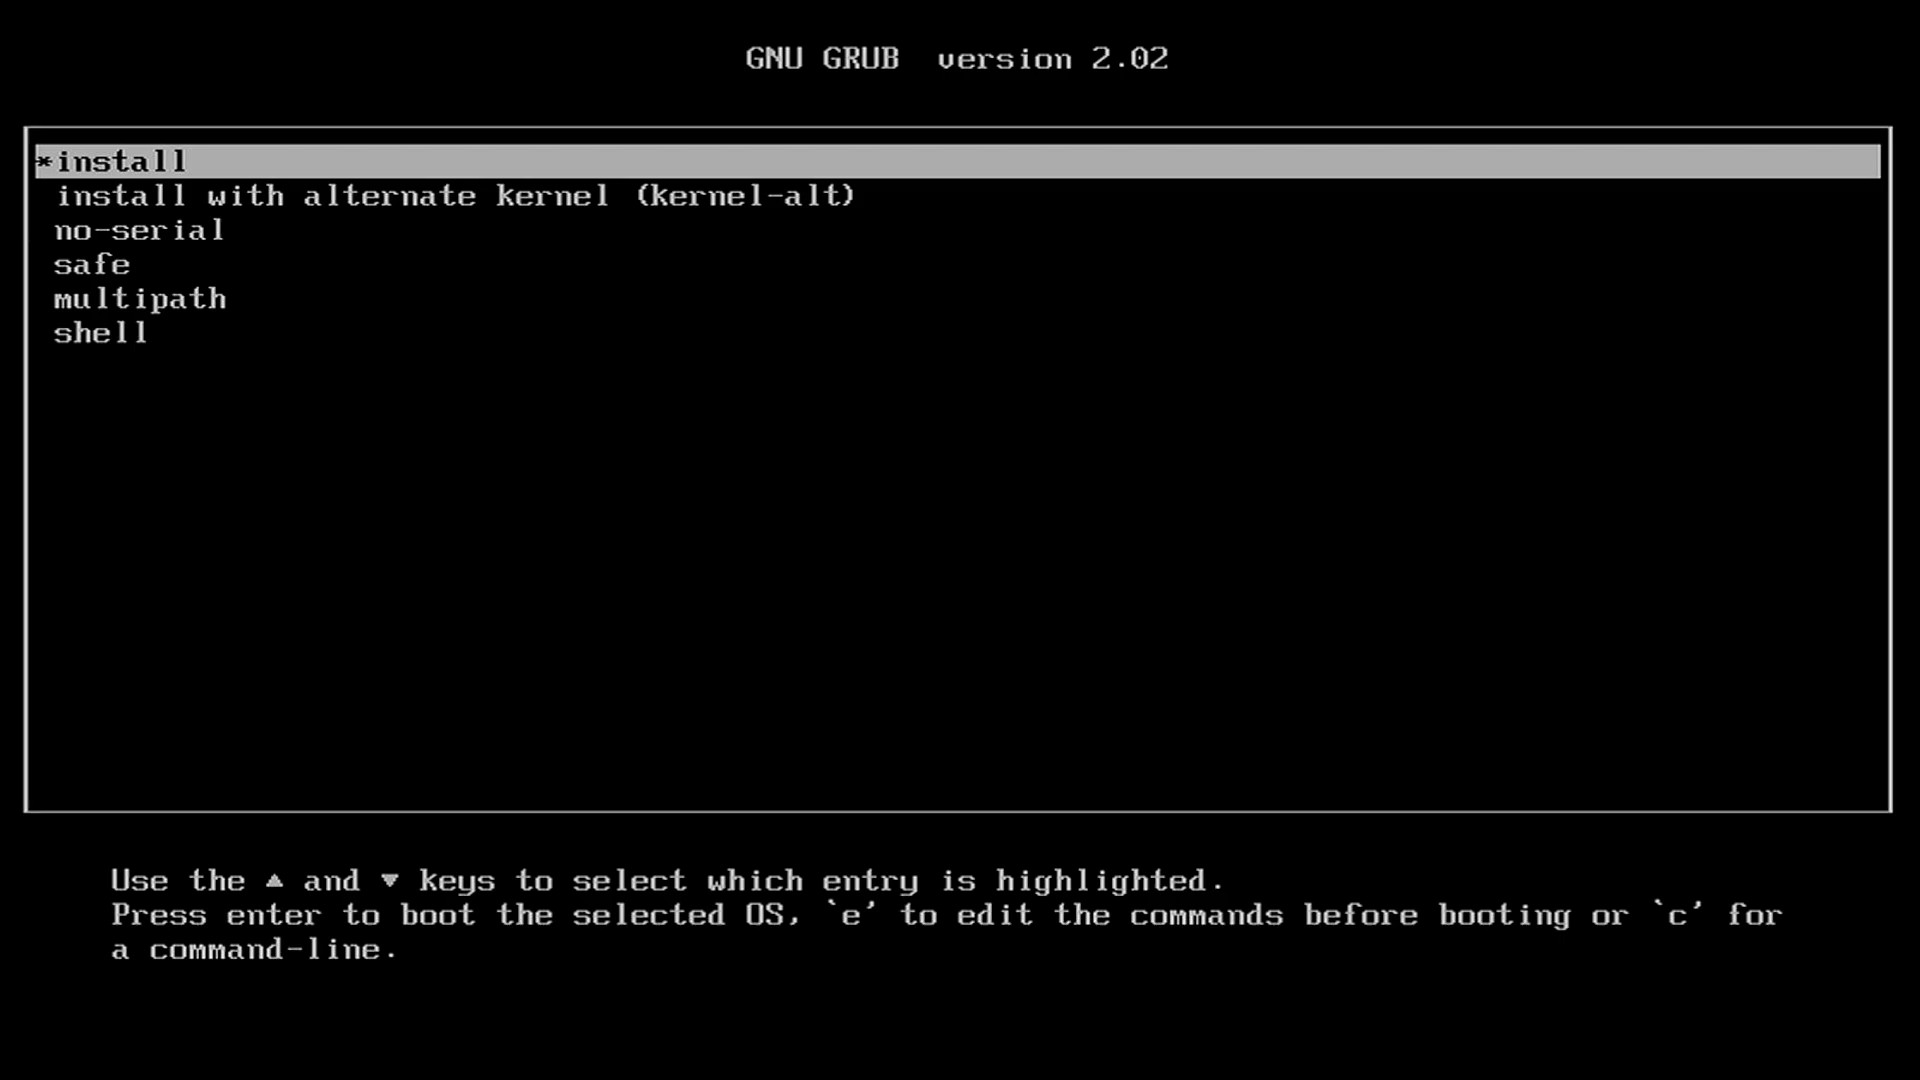 GNU GRUB  version 2.02
*install
install with alternate kernel (kernel-alt)
no-serial
safe
multipath
shell
Use the ▲ and ▼ keys to select which entry is highlighted.
Press enter to boot the selected OS, `e' to edit the commands before booting or `c' for
a command-line.